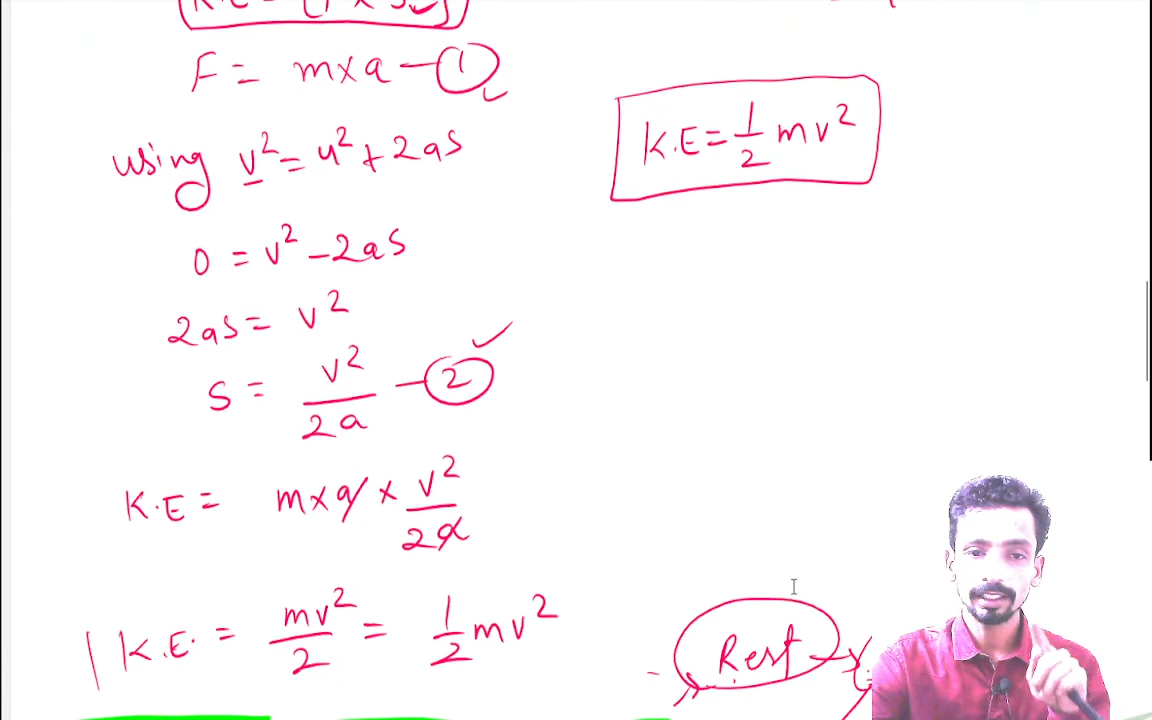 F = m×a — ①
using v² = u² + 2as
0 = v² - 2as
2as = v²
S = v²/2a — ②
K.E = m×a × v²/2a
K.E. = mv²/2 = 1/2 mv²
K.E = 1/2 mv²
Rest